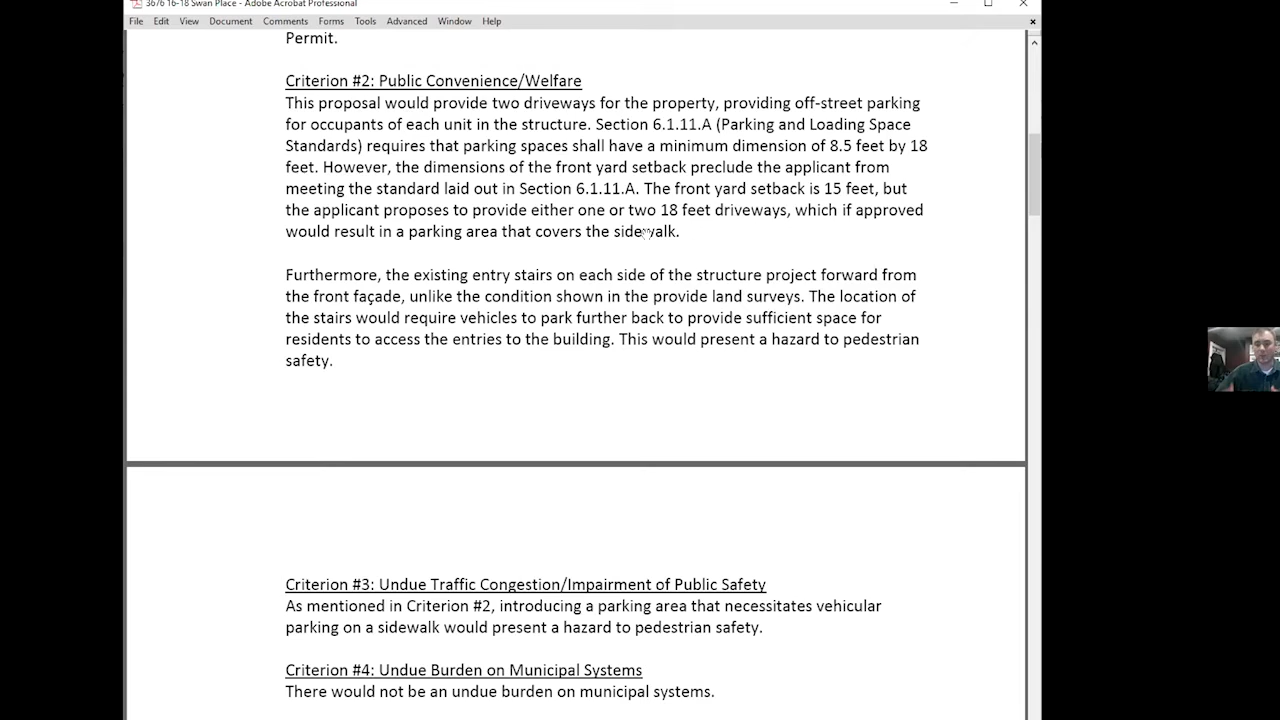 3676 16-18 Swan Place - Adobe Acrobat Professional
File Edit View Document Comments Forms Tools Advanced Window Help
Permit.
Criterion #2: Public Convenience/Welfare
This proposal would provide two driveways for the property, providing off-street parking
for occupants of each unit in the structure. Section 6.1.11.A (Parking and Loading Space
Standards) requires that parking spaces shall have a minimum dimension of 8.5 feet by 18
feet. However, the dimensions of the front yard setback preclude the applicant from
meeting the standard laid out in Section 6.1.11.A. The front yard setback is 15 feet, but
the applicant proposes to provide either one or two 18 feet driveways, which if approved
would result in a parking area that covers the sidewalk.
Furthermore, the existing entry stairs on each side of the structure project forward from
the front façade, unlike the condition shown in the provide land surveys. The location of
the stairs would require vehicles to park further back to provide sufficient space for
residents to access the entries to the building. This would present a hazard to pedestrian
safety.
Criterion #3: Undue Traffic Congestion/Impairment of Public Safety
As mentioned in Criterion #2, introducing a parking area that necessitates vehicular
parking on a sidewalk would present a hazard to pedestrian safety.
Criterion #4: Undue Burden on Municipal Systems
There would not be an undue burden on municipal systems.